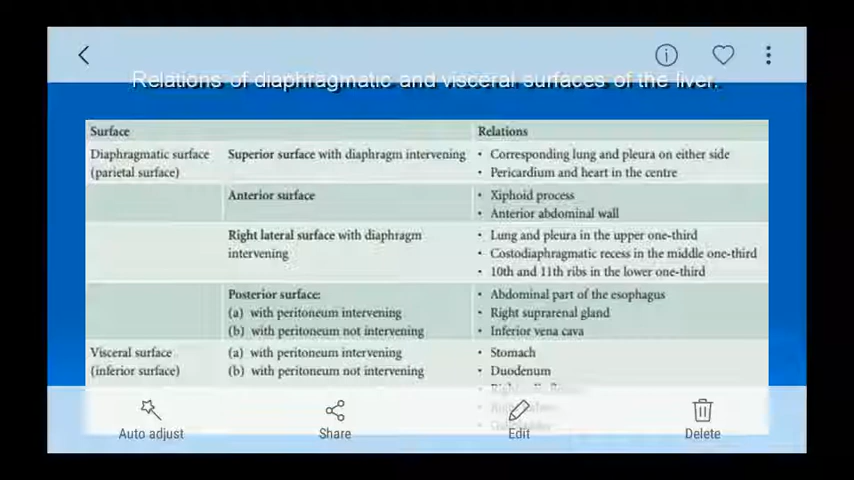 Relations of diaphragmatic and visceral surfaces of the liver.
Surface Relations
Diaphragmatic surface (parietal surface) Superior surface with diaphragm intervening
• Corresponding lung and pleura on either side
• Pericardium and heart in the centre
Anterior surface
• Xiphoid process
• Anterior abdominal wall
Right lateral surface with diaphragm
intervening
• Lung and pleura in the upper one-third
• Costodiaphragmatic recess in the middle one-third
• 10th and 11th ribs in the lower one-third
Posterior surface:
(a) with peritoneum intervening
(b) with peritoneum not intervening
• Abdominal part of the esophagus
• Right suprarenal gland
• Inferior vena cava
Visceral surface
(inferior surface)
(a) with peritoneum intervening
(b) with peritoneum not intervening
• Stomach
• Duodenum
Auto adjust
Share
Edit
Delete